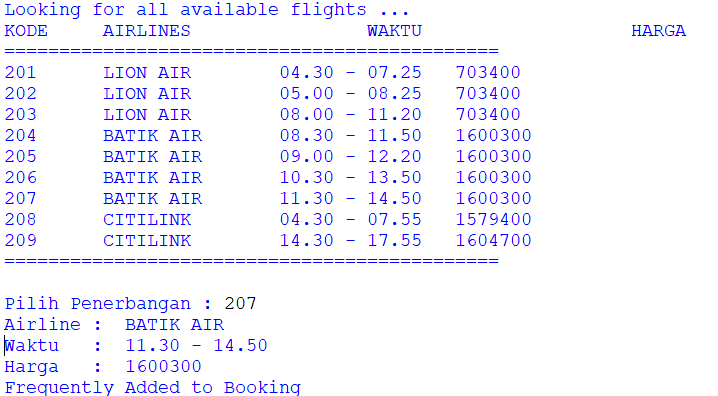 Looking for all available flights ...
KODE     AIRLINES                WAKTU                   HARGA
=============================================
201      LION AIR        04.30 - 07.25   703400
202      LION AIR        05.00 - 08.25   703400
203      LION AIR        08.00 - 11.20   703400
204      BATIK AIR       08.30 - 11.50   1600300
205      BATIK AIR       09.00 - 12.20   1600300
206      BATIK AIR       10.30 - 13.50   1600300
207      BATIK AIR       11.30 - 14.50   1600300
208      CITILINK        04.30 - 07.55   1579400
209      CITILINK        14.30 - 17.55   1604700
=============================================
Pilih Penerbangan : 207
Airline :  BATIK AIR
Waktu   :  11.30 - 14.50
Harga   :  1600300
Frequently Added to Booking